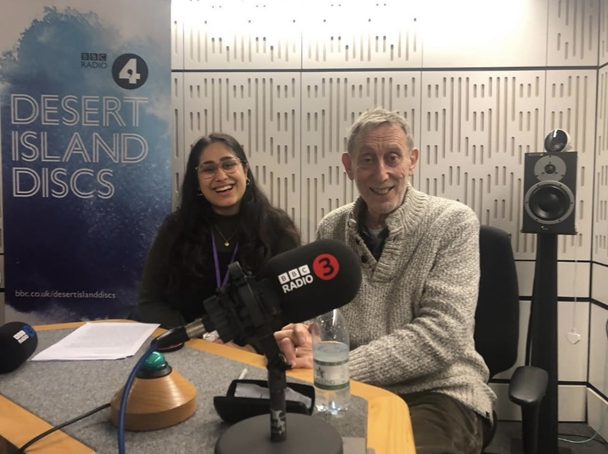 BBC
RADIO
4
DESERT
ISLAND
DISCS
bbc.co.uk/desertislanddiscs
BBC
RADIO
3